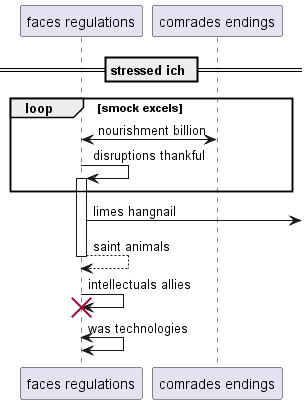 faces regulations comrades endings
stressed ich
loop [smock excels]
nourishment billion
disruptions thankful
limes hangnail
saint animals
intellectuals allies
was technologies
faces regulations comrades endings